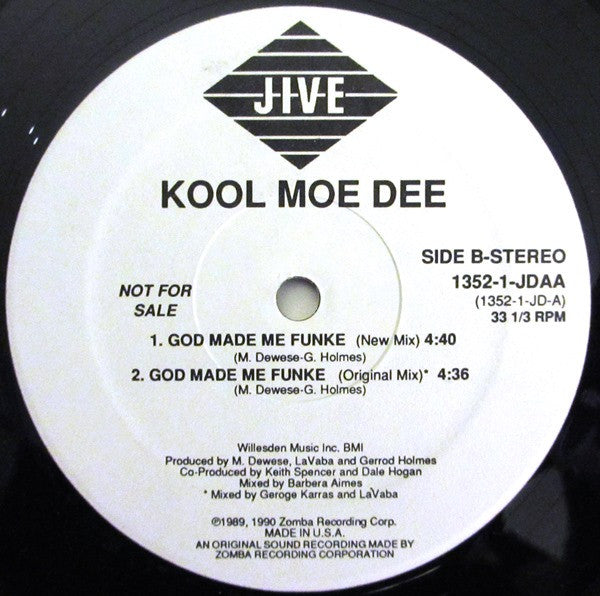 JIVE
KOOL MOE DEE
SIDE B-STEREO
1352-1-JDAA
(1352-1-JD-A)
33 1/3 RPM
NOT FOR
SALE
1. GOD MADE ME FUNKE (New Mix) 4:40
(M. Dewese-G. Holmes)
2. GOD MADE ME FUNKE (Original Mix)* 4:36
(M. Dewese-G. Holmes)
Willesden Music Inc. BMI
Produced by M. Dewese, LaVaba and Gerrod Holmes
Co-Produced by Keith Spencer and Dale Hogan
Mixed by Barbera Aimes
* Mixed by Geroge Karras and LaVaba
℗1989, 1990 Zomba Recording Corp.
MADE IN U.S.A.
AN ORIGINAL SOUND RECORDING MADE BY
ZOMBA RECORDING CORPORATION